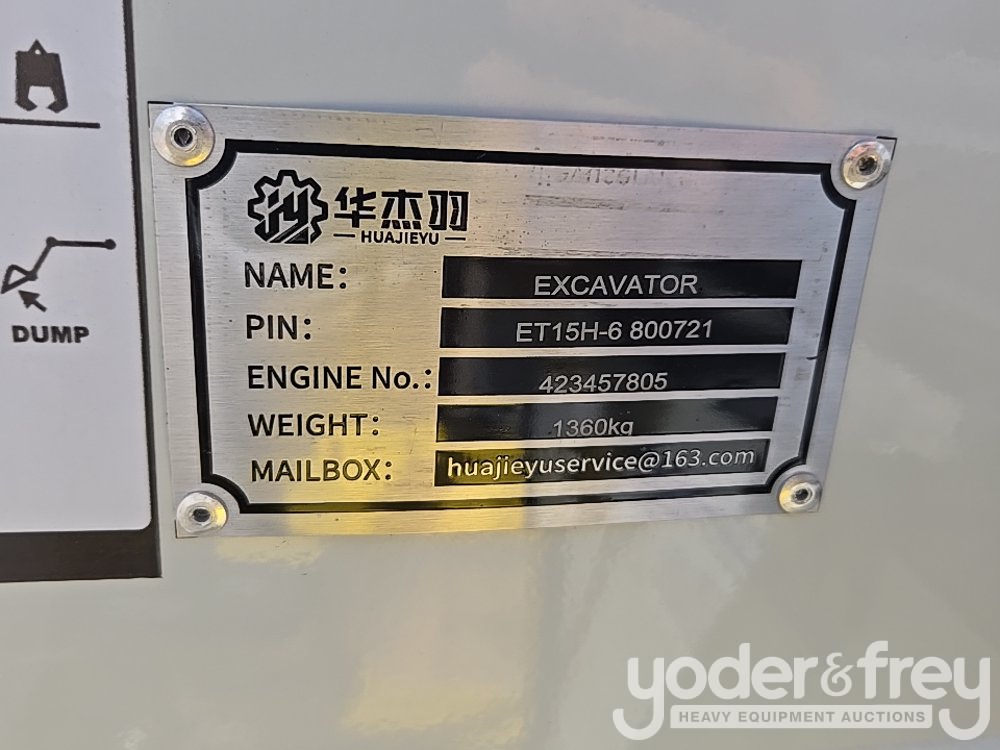 DUMP
华杰羽
HUAJIEYU
NAME: EXCAVATOR
PIN: ET15H-6 800721
ENGINE No.: 423457805
WEIGHT: 1360kg
MAILBOX: huajieyuservice@163.com
yoder&frey
HEAVY EQUIPMENT AUCTIONS